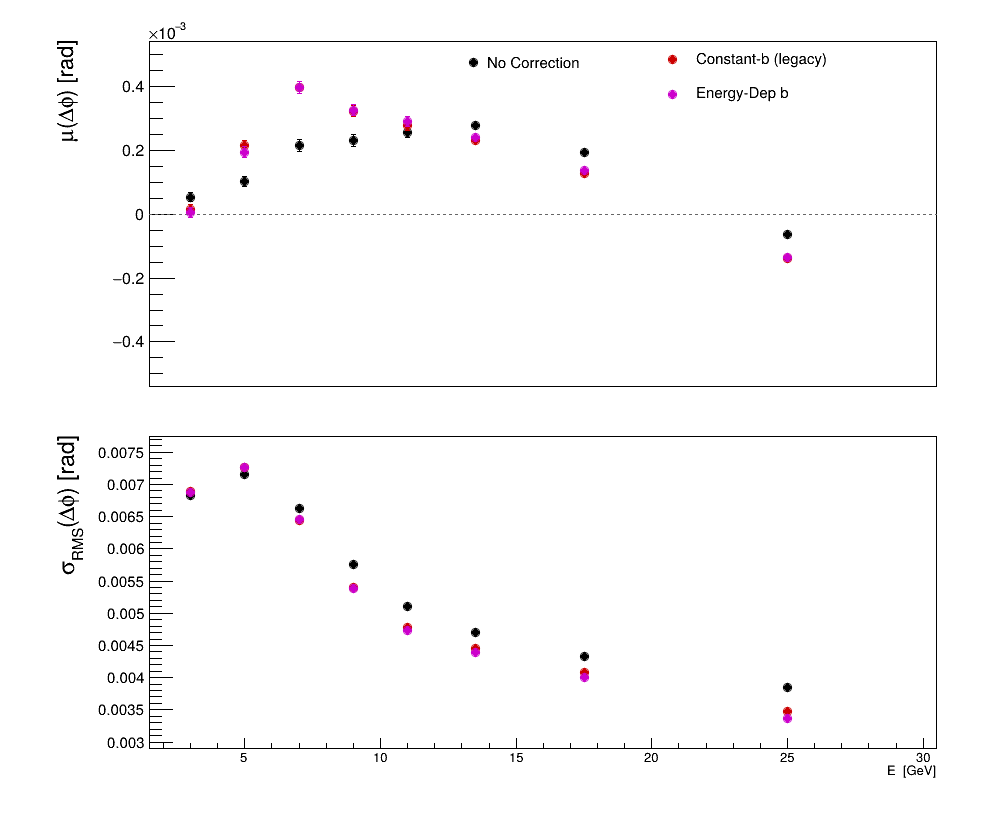 ×10⁻³
μ(Δϕ) [rad]
No Correction
Constant-b (legacy)
Energy-Dep b
0.4
0.2
0
−0.2
−0.4
σRMS(Δϕ) [rad]
0.0075
0.007
0.0065
0.006
0.0055
0.005
0.0045
0.004
0.0035
0.003
5 10 15 20 25 30
E [GeV]